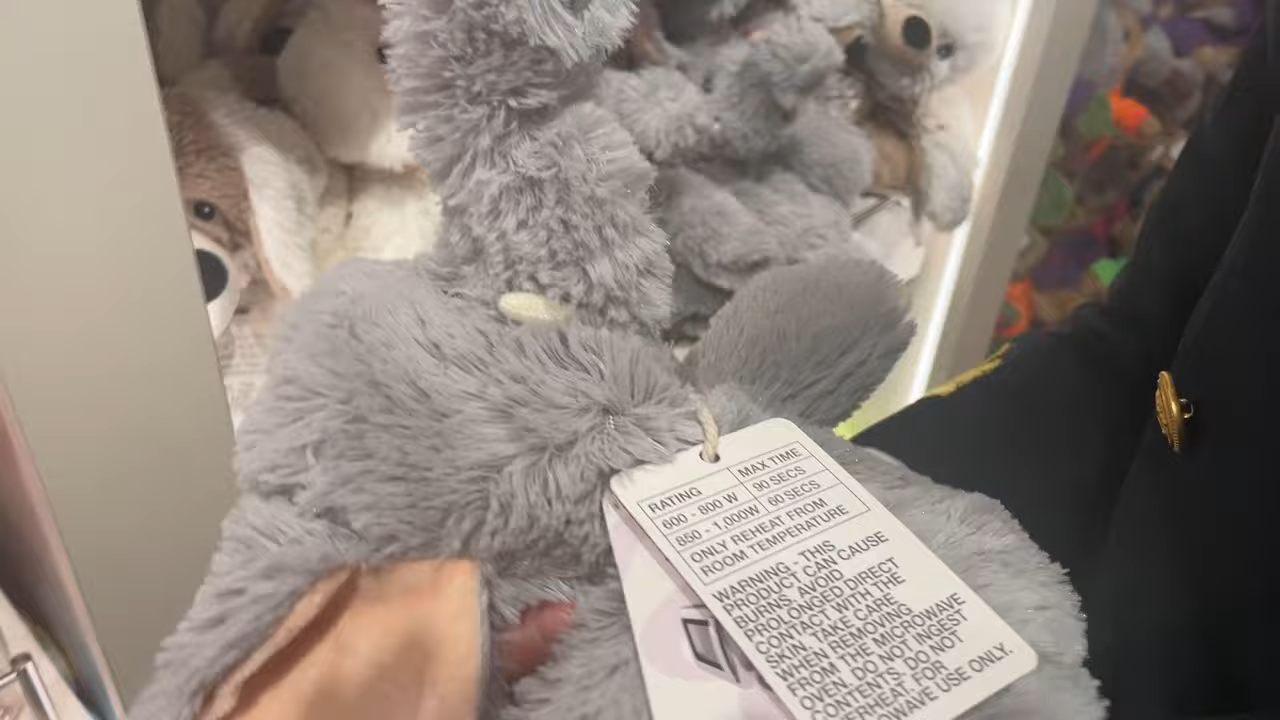 RATING MAX TIME
600 - 800 W 90 SECS
850 - 1,000W 60 SECS
ONLY REHEAT FROM
ROOM TEMPERATURE
WARNING - THIS
PRODUCT CAN CAUSE
BURNS. AVOID
PROLONGED DIRECT
CONTACT WITH THE
SKIN. TAKE CARE
WHEN REMOVING
FROM THE MICROWAVE
OVEN. DO NOT INGEST
CONTENTS. DO NOT
FOR
USE ONLY.